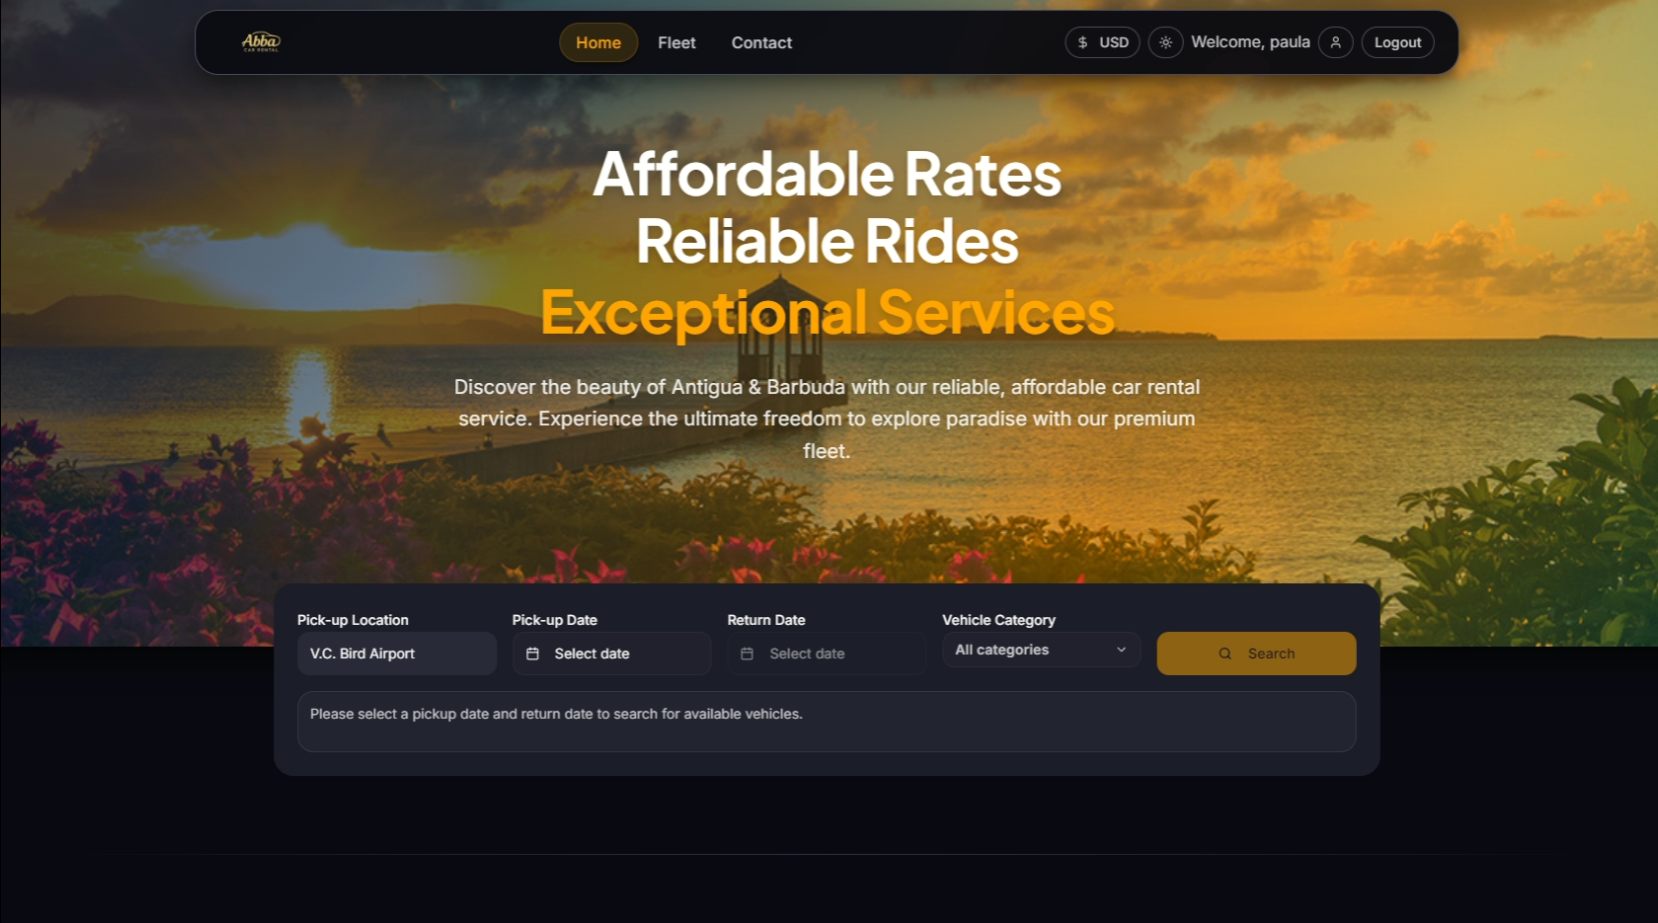 Abba
CAR RENTAL
Home
Fleet
Contact
$ USD
Welcome, paula
Logout
Affordable Rates
Reliable Rides
Exceptional Services
Discover the beauty of Antigua & Barbuda with our reliable, affordable car rental
service. Experience the ultimate freedom to explore paradise with our premium
fleet.
Pick-up Location
V.C. Bird Airport
Pick-up Date
Select date
Return Date
Select date
Vehicle Category
All categories
Search
Please select a pickup date and return date to search for available vehicles.